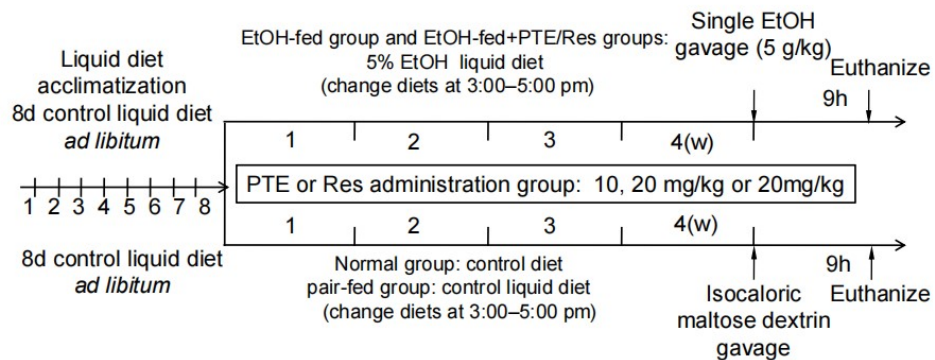 Liquid diet
acclimatization
8d control liquid diet
ad libitum
EtOH-fed group and EtOH-fed+PTE/Res groups:
5% EtOH liquid diet
(change diets at 3:00–5:00 pm)
Single EtOH
gavage (5 g/kg)
Euthanize
9h
1 2 3 4(w)
PTE or Res administration group: 10, 20 mg/kg or 20mg/kg
1 2 3 4 5 6 7 8
1 2 3 4(w)
8d control liquid diet
ad libitum
Normal group: control diet
pair-fed group: control liquid diet
(change diets at 3:00–5:00 pm)
9h
Isocaloric
maltose dextrin
gavage
Euthanize